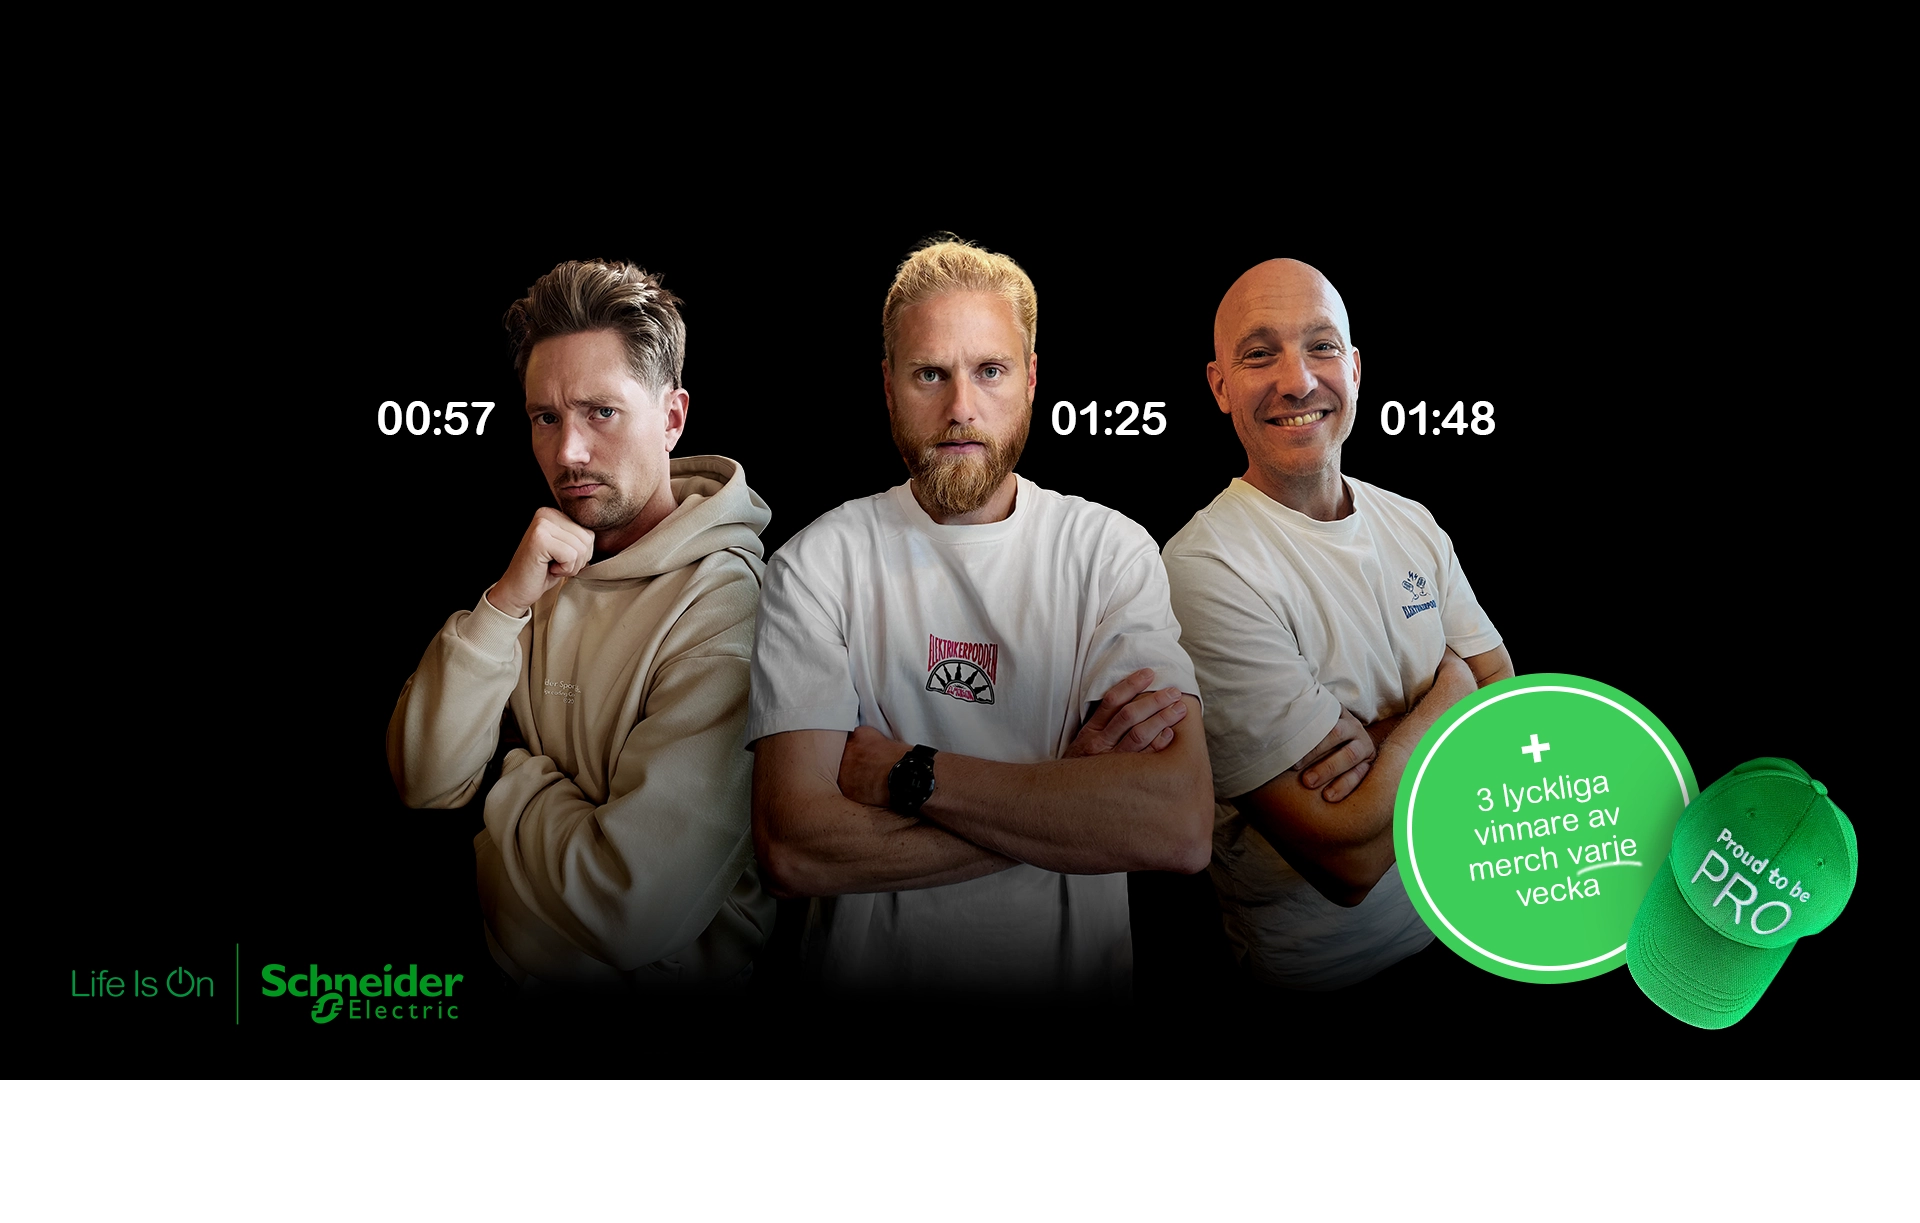 00:57
01:25
01:48
ELEKTRIKERPODDEN
+
3 lyckliga
vinnare av
merch varje
vecka
Proud to be
PRO
Life Is On
Schneider
Electric